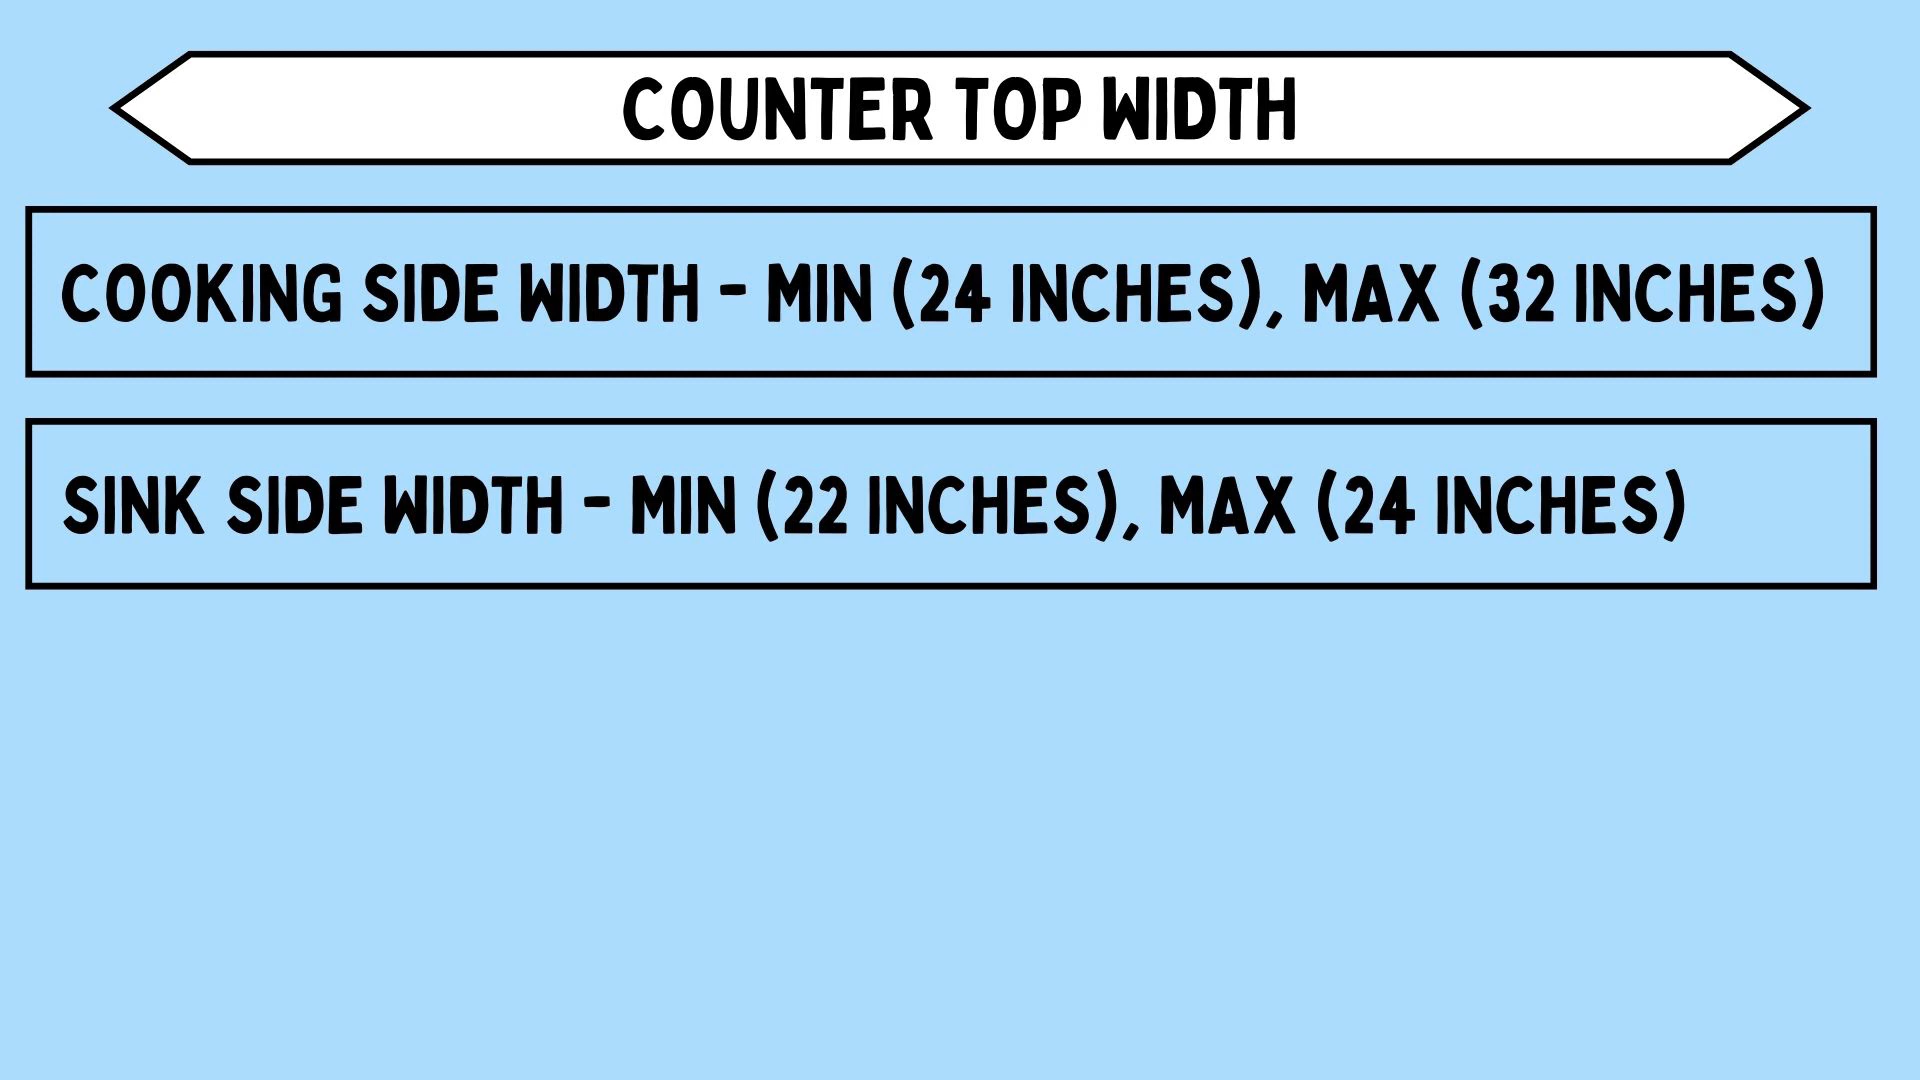 COUNTER TOP WIDTH
COOKING SIDE WIDTH - MIN (24 INCHES), MAX (32 INCHES)
SINK SIDE WIDTH - MIN (22 INCHES), MAX (24 INCHES)